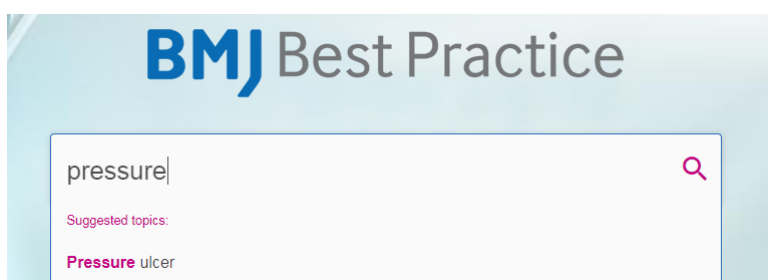 BMJ Best Practice
pressure
Suggested topics:
Pressure ulcer